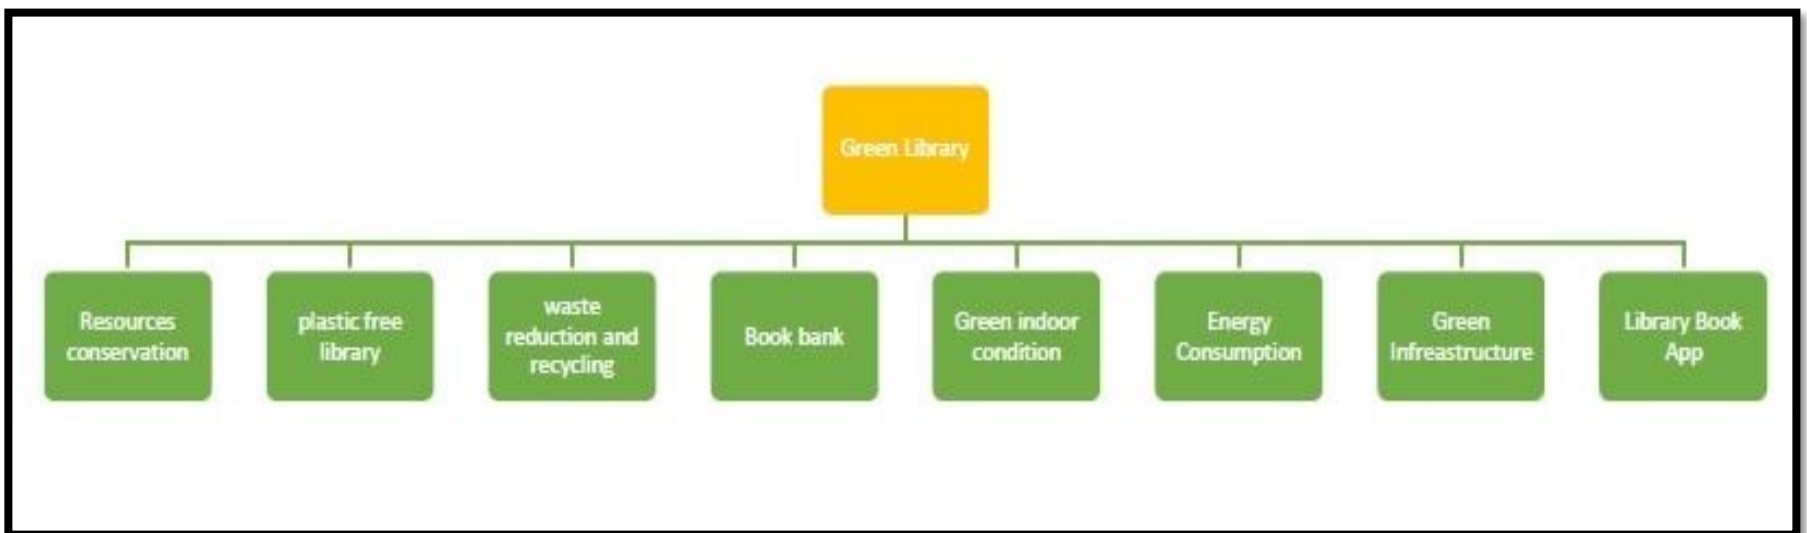 Green Library
Resources
conservation
plastic free
library
waste
reduction and
recycling
Book bank
Green indoor
condition
Energy
Consumption
Green
Infreastructure
Library Book
App